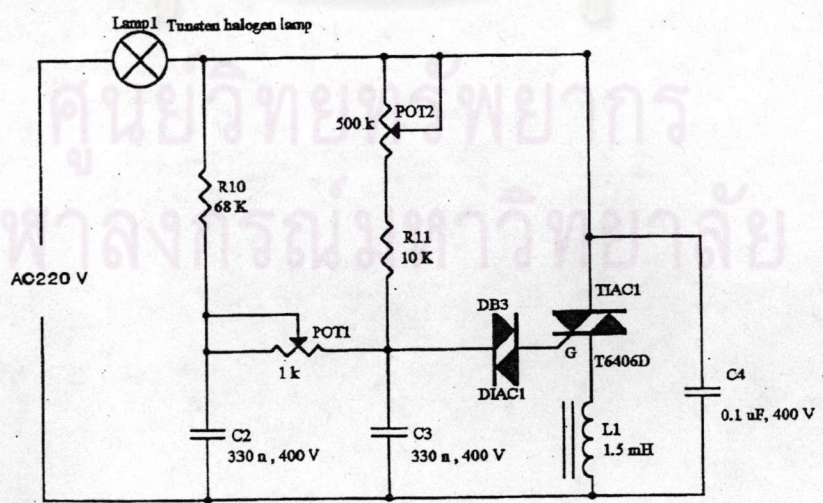 Lamp1 Tunsten halogen lamp
POT2
500 k
R10
68 K
R11
10 K
AC220 V
DB3
TIAC1
POT1
G
T6406D
1 k
DIAC1
C4
0.1 uF, 400 V
C2
330 n , 400 V
C3
330 n , 400 V
L1
1.5 mH
ศูนย์วิทยทรัพยากร
จุฬาลงกรณ์มหาวิทยาลัย